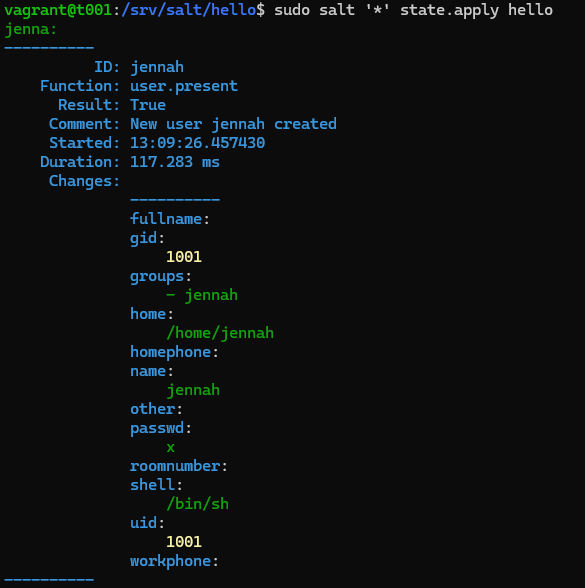 vagrant@t001:/srv/salt/hello$ sudo salt '*' state.apply hello
jenna:
----------
          ID: jennah
    Function: user.present
      Result: True
     Comment: New user jennah created
     Started: 13:09:26.457430
    Duration: 117.283 ms
     Changes:
              ----------
              fullname:
              gid:
                  1001
              groups:
                  - jennah
              home:
                  /home/jennah
              homephone:
              name:
                  jennah
              other:
              passwd:
                  x
              roomnumber:
              shell:
                  /bin/sh
              uid:
                  1001
              workphone:
----------